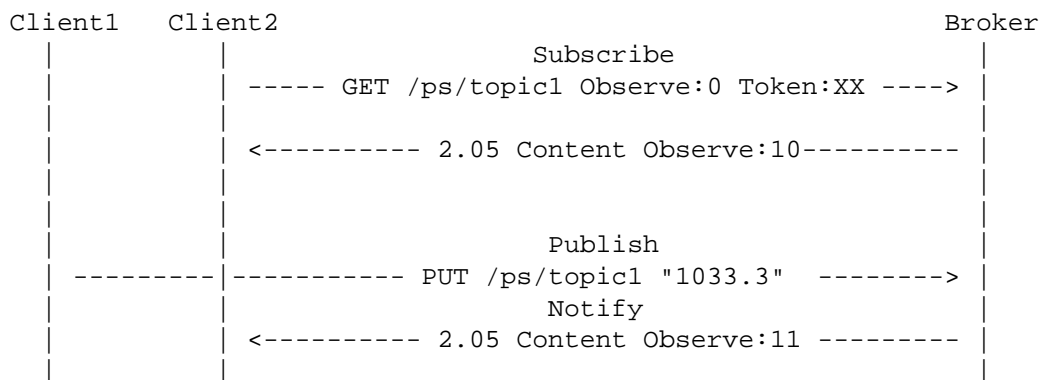 Client1   Client2                                          Broker
Subscribe
----- GET /ps/topic1 Observe:0 Token:XX ---->
<---------- 2.05 Content Observe:10----------
Publish
---------|----------- PUT /ps/topic1 "1033.3"  -------->
Notify
<---------- 2.05 Content Observe:11 ---------